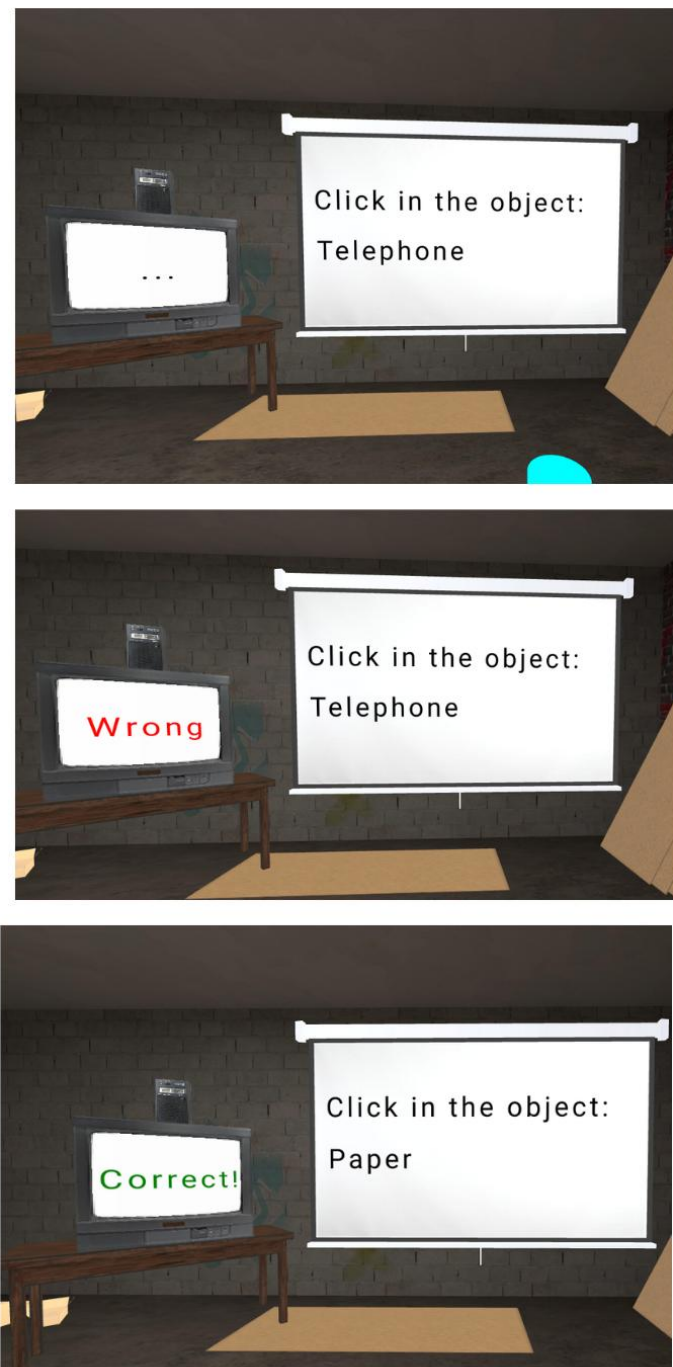 Click in the object:
Telephone
...
Click in the object:
Telephone
Wrong
Click in the object:
Paper
Correct!